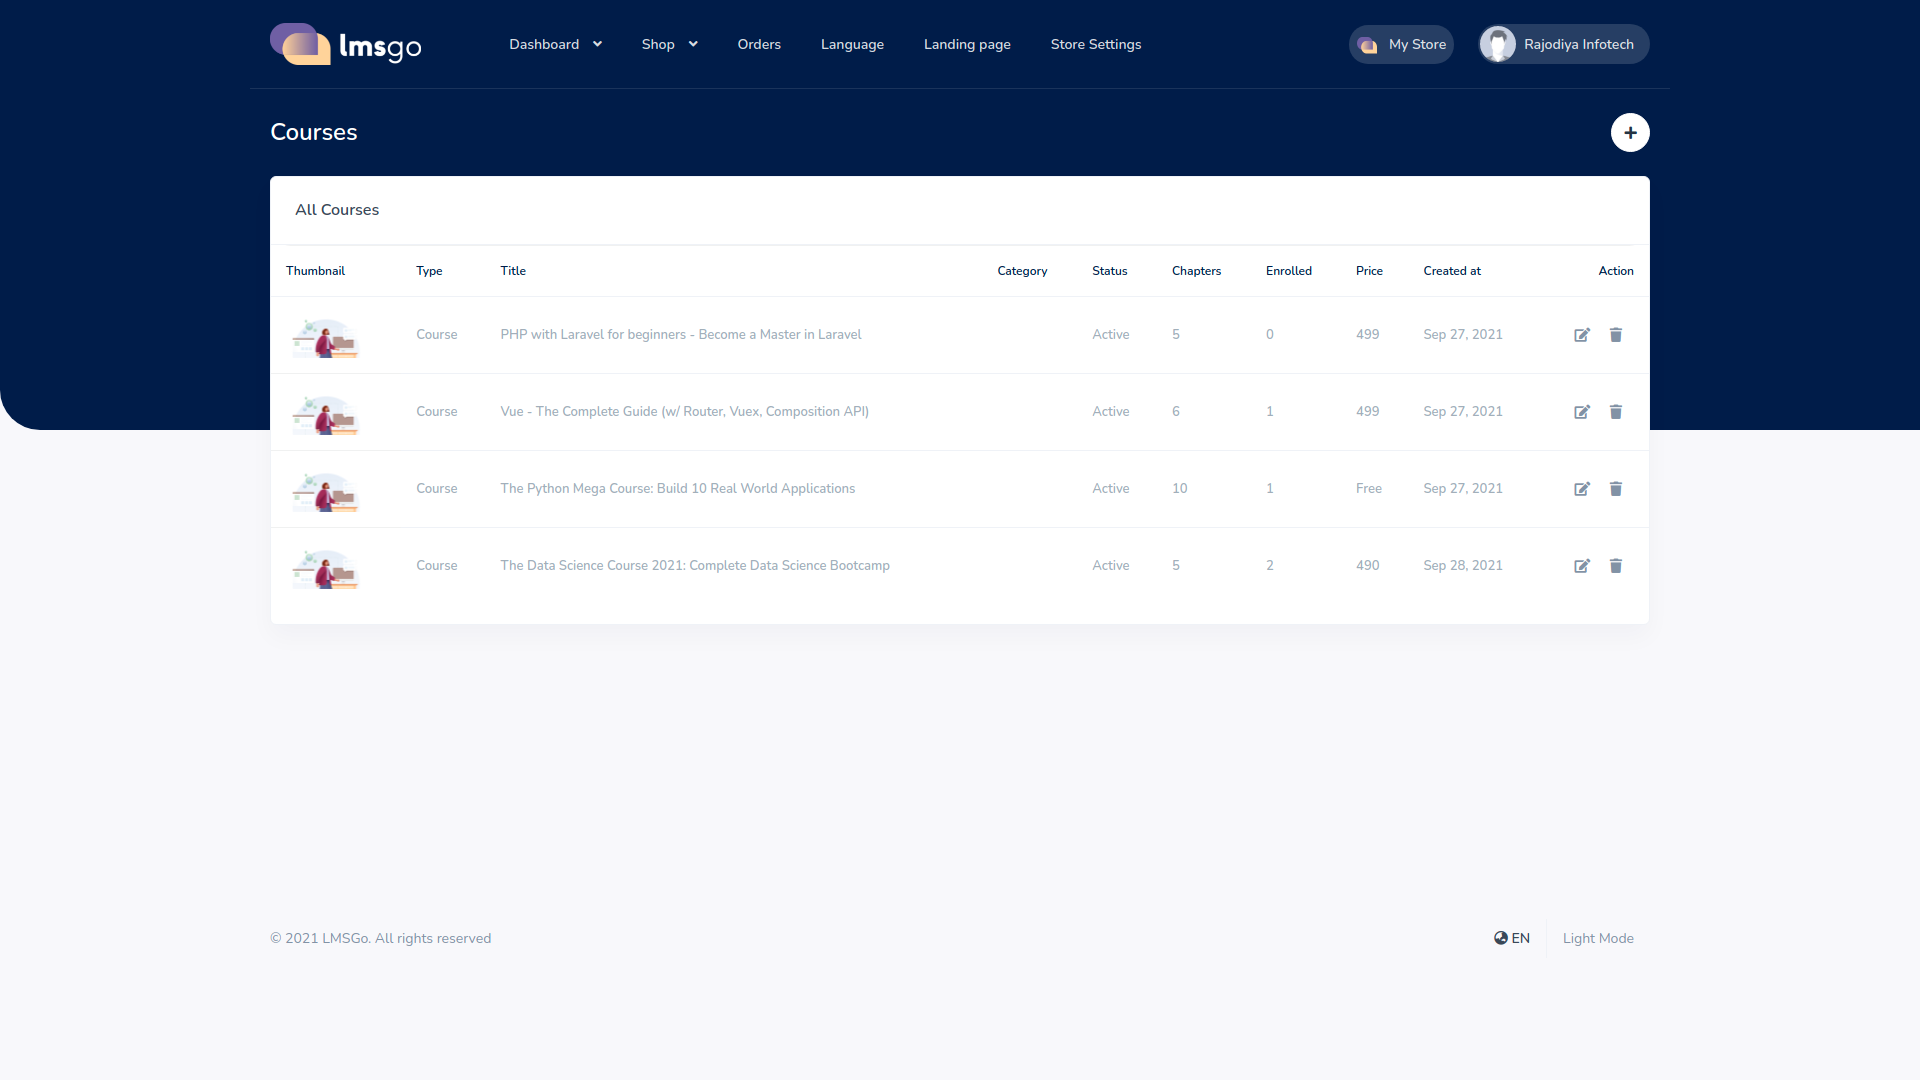 lmsgo Dashboard Shop Orders Language Landing page Store Settings My Store Rajodiya Infotech
Courses
All Courses
Thumbnail Type Title Category Status Chapters Enrolled Price Created at Action
Course PHP with Laravel for beginners - Become a Master in Laravel Active 5 0 499 Sep 27, 2021
Course Vue - The Complete Guide (w/ Router, Vuex, Composition API) Active 6 1 499 Sep 27, 2021
Course The Python Mega Course: Build 10 Real World Applications Active 10 1 Free Sep 27, 2021
Course The Data Science Course 2021: Complete Data Science Bootcamp Active 5 2 490 Sep 28, 2021
© 2021 LMSGo. All rights reserved EN Light Mode